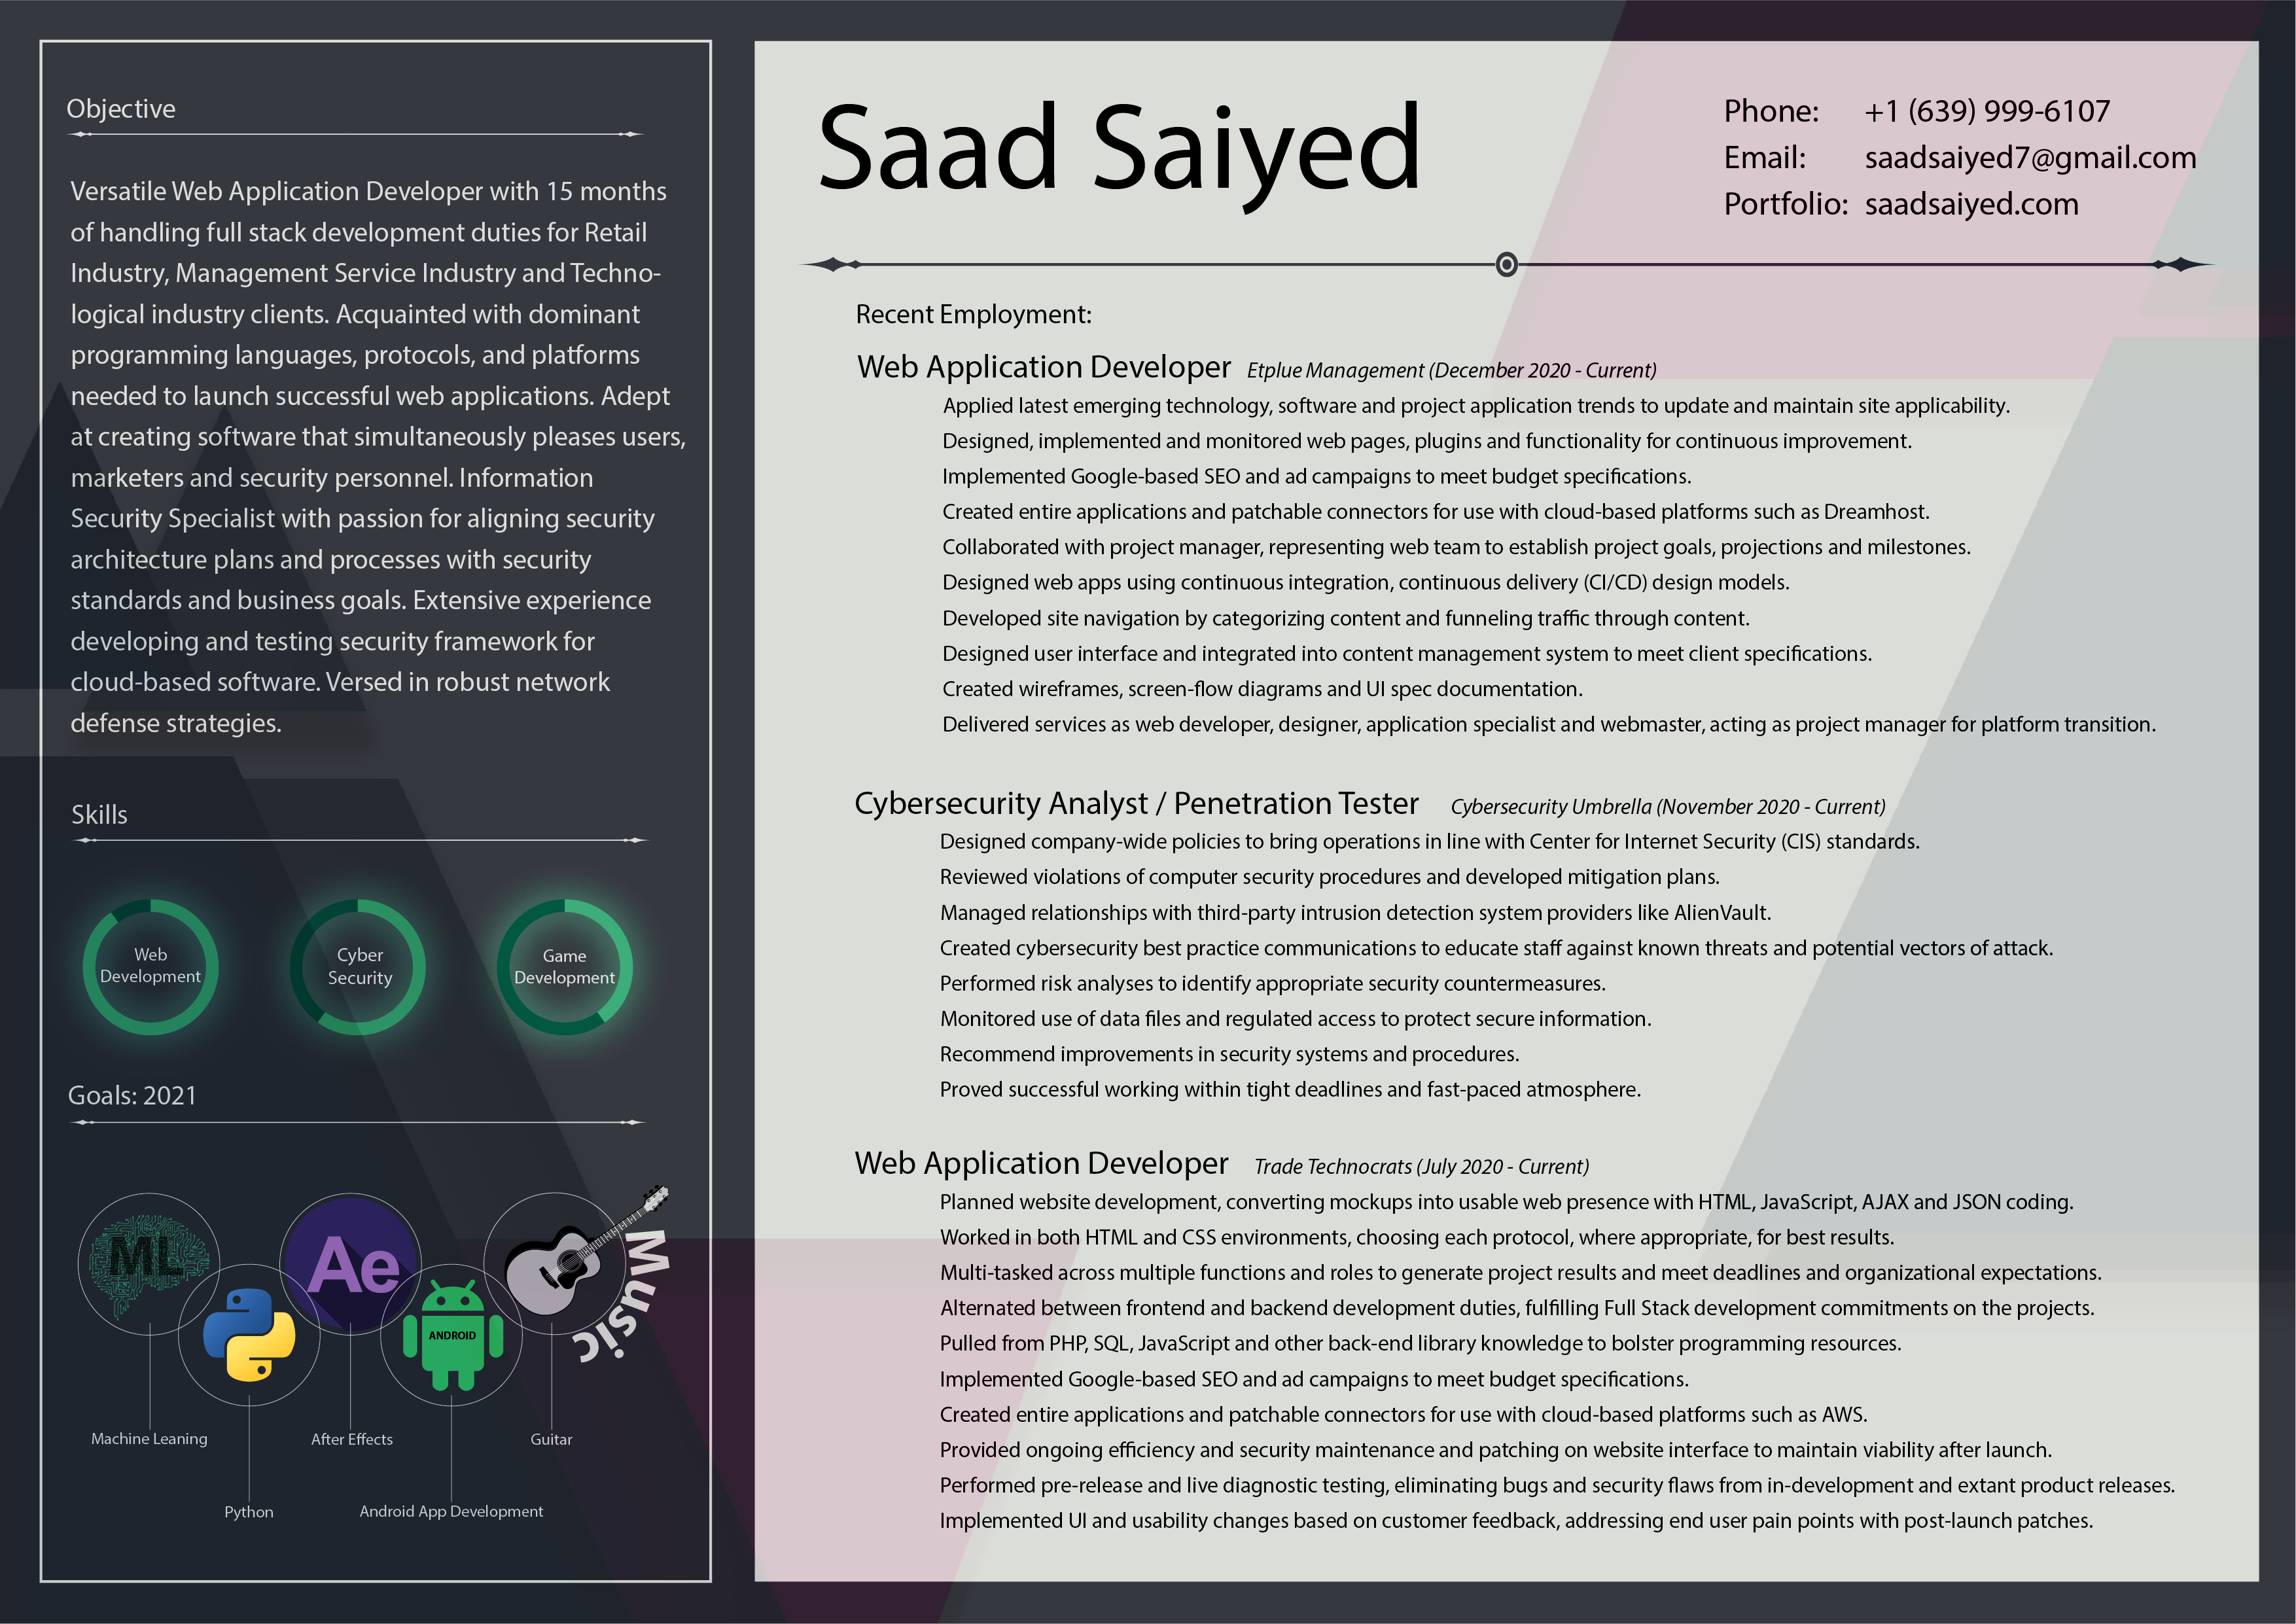 Objective
Versatile Web Application Developer with 15 months
of handling full stack development duties for Retail
Industry, Management Service Industry and Techno-
logical industry clients. Acquainted with dominant
programming languages, protocols, and platforms
needed to launch successful web applications. Adept
at creating software that simultaneously pleases users,
marketers and security personnel. Information
Security Specialist with passion for aligning security
architecture plans and processes with security
standards and business goals. Extensive experience
developing and testing security framework for
cloud-based software. Versed in robust network
defense strategies.
Skills
Web
Development
Cyber
Security
Game
Development
Goals: 2021
ML
Ae
ANDROID
Music
Machine Leaning
After Effects
Guitar
Python
Android App Development
Saad Saiyed
Phone: +1 (639) 999-6107
Email: saadsaiyed7@gmail.com
Portfolio: saadsaiyed.com
Recent Employment:
Web Application Developer Etplue Management (December 2020 - Current)
Applied latest emerging technology, software and project application trends to update and maintain site applicability.
Designed, implemented and monitored web pages, plugins and functionality for continuous improvement.
Implemented Google-based SEO and ad campaigns to meet budget specifications.
Created entire applications and patchable connectors for use with cloud-based platforms such as Dreamhost.
Collaborated with project manager, representing web team to establish project goals, projections and milestones.
Designed web apps using continuous integration, continuous delivery (CI/CD) design models.
Developed site navigation by categorizing content and funneling traffic through content.
Designed user interface and integrated into content management system to meet client specifications.
Created wireframes, screen-flow diagrams and UI spec documentation.
Delivered services as web developer, designer, application specialist and webmaster, acting as project manager for platform transition.
Cybersecurity Analyst / Penetration Tester Cybersecurity Umbrella (November 2020 - Current)
Designed company-wide policies to bring operations in line with Center for Internet Security (CIS) standards.
Reviewed violations of computer security procedures and developed mitigation plans.
Managed relationships with third-party intrusion detection system providers like AlienVault.
Created cybersecurity best practice communications to educate staff against known threats and potential vectors of attack.
Performed risk analyses to identify appropriate security countermeasures.
Monitored use of data files and regulated access to protect secure information.
Recommend improvements in security systems and procedures.
Proved successful working within tight deadlines and fast-paced atmosphere.
Web Application Developer Trade Technocrats (July 2020 - Current)
Planned website development, converting mockups into usable web presence with HTML, JavaScript, AJAX and JSON coding.
Worked in both HTML and CSS environments, choosing each protocol, where appropriate, for best results.
Multi-tasked across multiple functions and roles to generate project results and meet deadlines and organizational expectations.
Alternated between frontend and backend development duties, fulfilling Full Stack development commitments on the projects.
Pulled from PHP, SQL, JavaScript and other back-end library knowledge to bolster programming resources.
Implemented Google-based SEO and ad campaigns to meet budget specifications.
Created entire applications and patchable connectors for use with cloud-based platforms such as AWS.
Provided ongoing efficiency and security maintenance and patching on website interface to maintain viability after launch.
Performed pre-release and live diagnostic testing, eliminating bugs and security flaws from in-development and extant product releases.
Implemented UI and usability changes based on customer feedback, addressing end user pain points with post-launch patches.